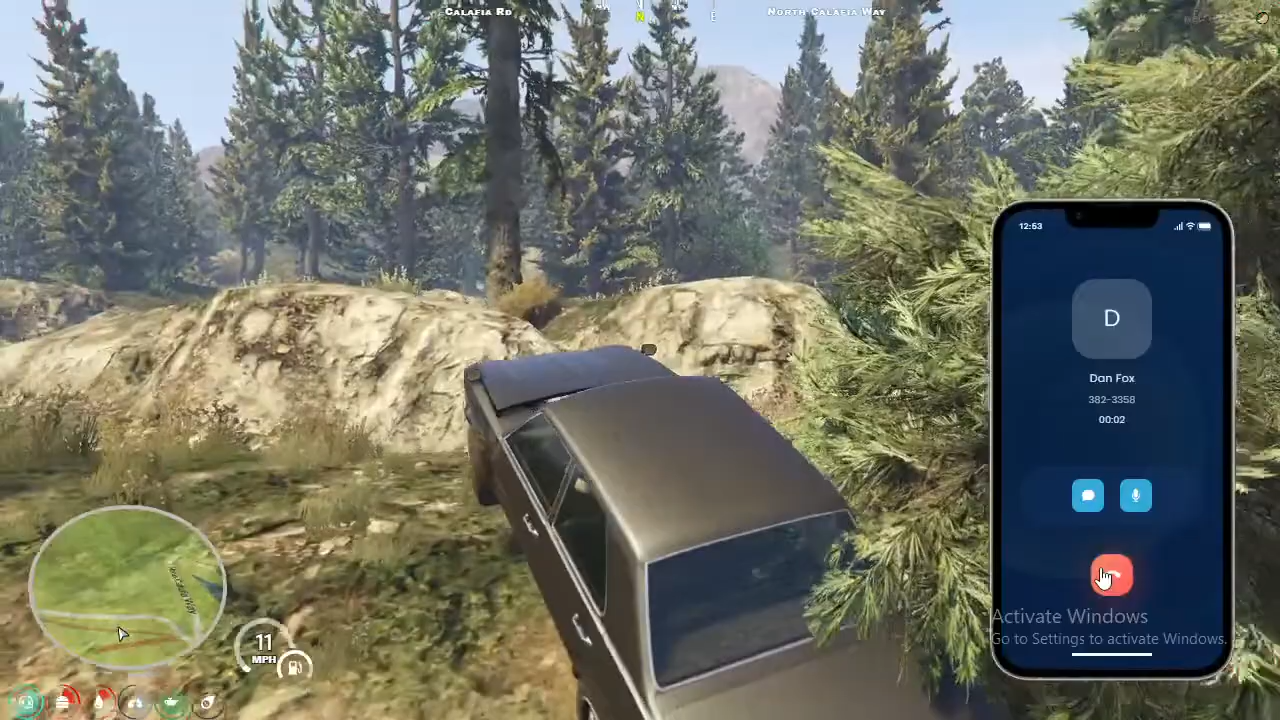 Calafia Rd
N
E
North Calafia Way
12:53
D
Dan Fox
382-3358
00:02
11
MPH
Activate Windows
Go to Settings to activate Windows.